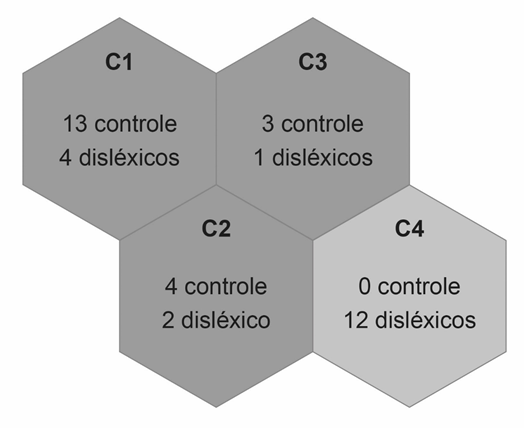 C1
13 controle
4 disléxicos
C3
3 controle
1 disléxicos
C2
4 controle
2 disléxico
C4
0 controle
12 disléxicos